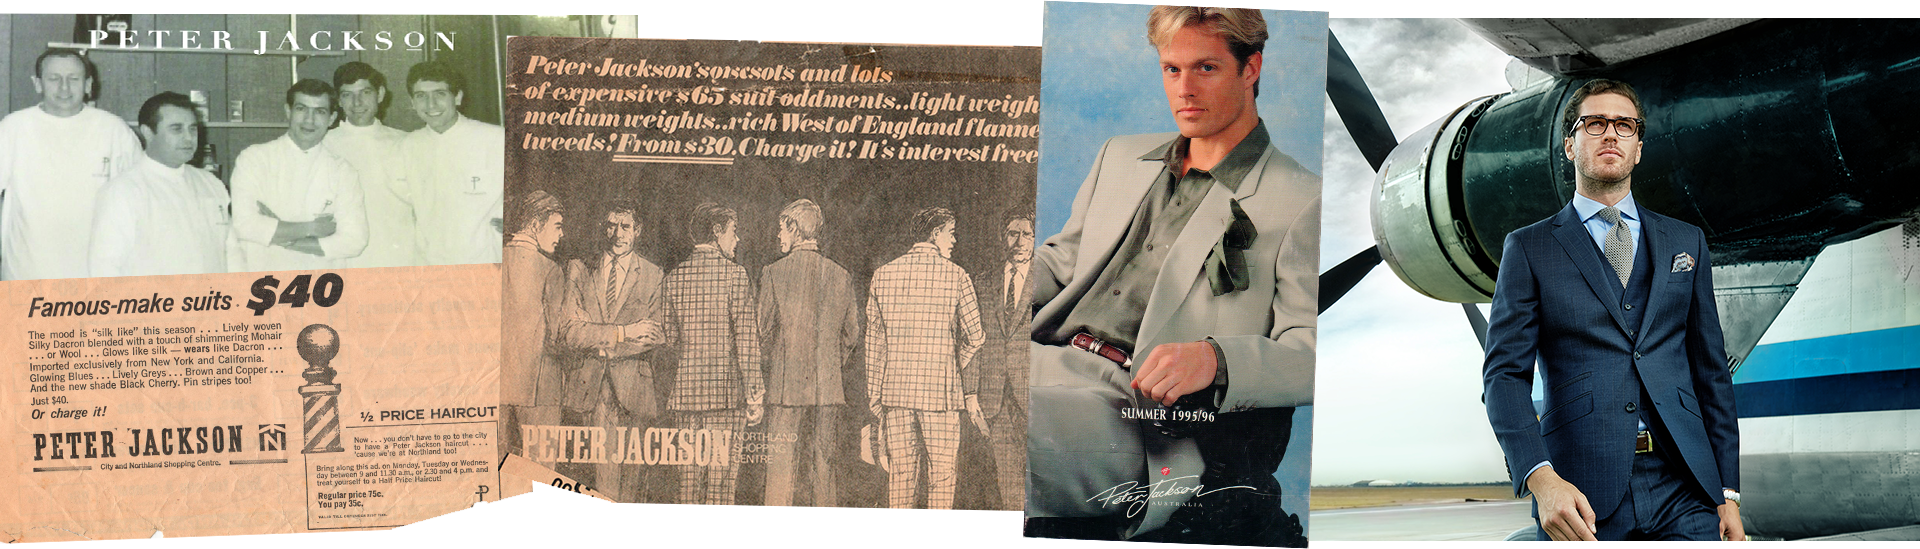 PETER JACKSON
Famous-make suits $40
The mood is "silk like" this season . . . Lively woven
Silky Dacron blended with a touch of shimmering Mohair
. . . or Wool . . . Glows like silk — wears like Dacron . . .
Imported exclusively from New York and California.
Glowing Blues . . . Lively Greys . . . Brown and Copper . . .
And the new shade Black Cherry. Pin stripes too!
Just $40.
Or charge it!
PETER JACKSON
City and Northland Shopping Centre.
½ PRICE HAIRCUT
Now . . . you don't have to go to the city
to have a Peter Jackson haircut . . .
'cause we're at Northland too!
Bring along this ad. on Monday, Tuesday or Wednes-
day between 9 and 11.30 a.m., or 2.30 and 4 p.m. and
treat yourself to a Half Price Haircut!
Regular price 75c.
You pay 35c.
Peter Jackson's and lots
of expensive $65 suit oddments..light weigh
medium weights..rich West of England flanne
tweeds! From $30. Charge it! It's interest free
PETER JACKSON
NORTHLAND
SHOPPING
CENTRE
SUMMER 1995/96
Peter Jackson
AUSTRALIA